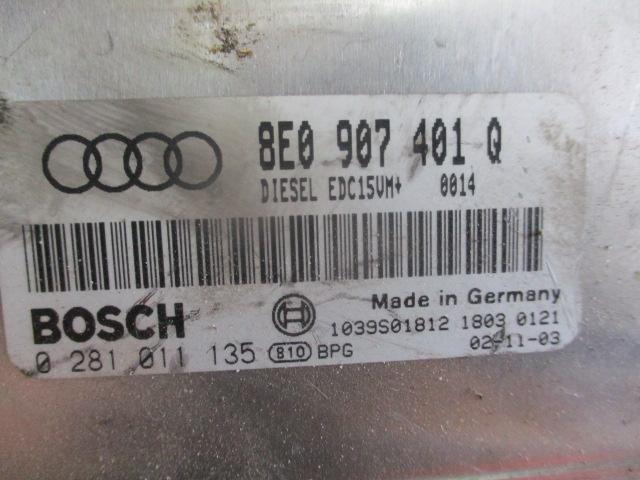 8E0 907 401 Q
DIESEL EDC15VM+ 0014
BOSCH
Made in Germany
1039S01812 1803 0121
0 281 011 135 810 BPG
02-11-03